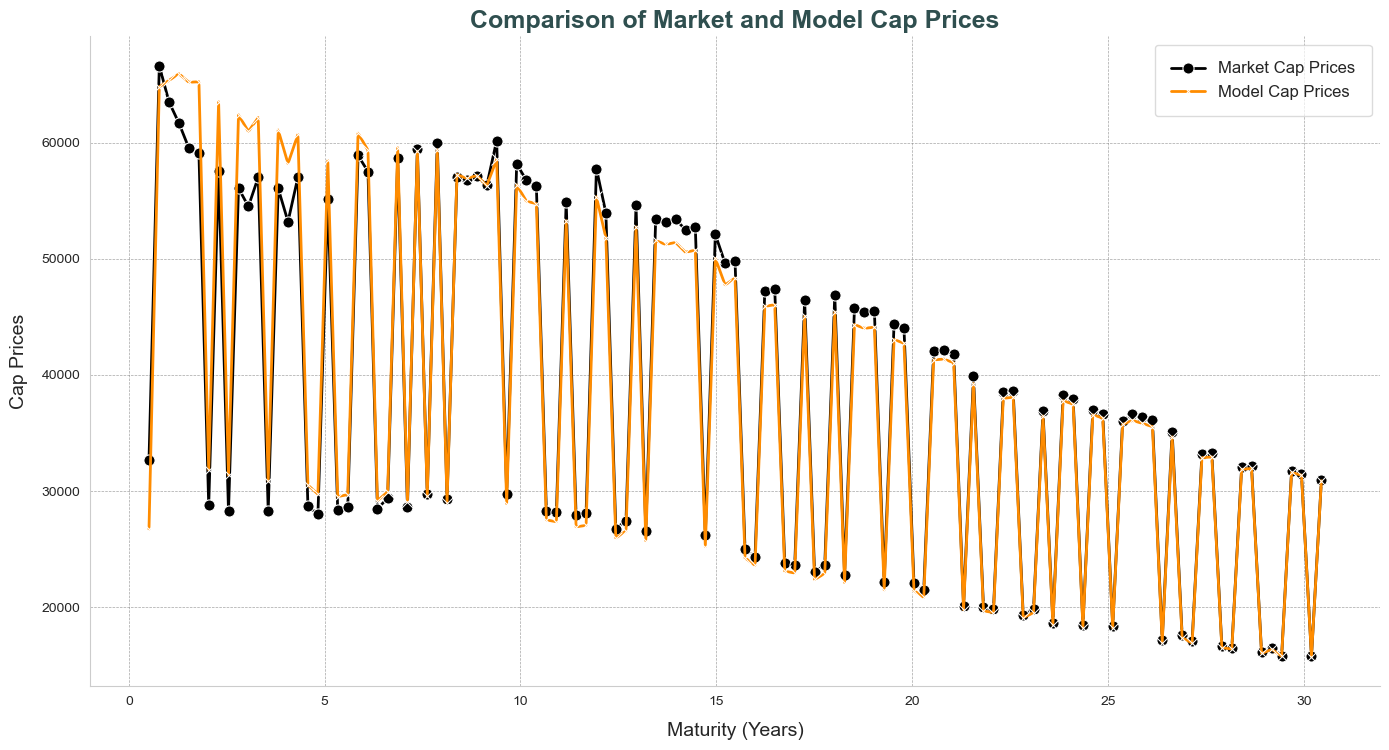 Comparison of Market and Model Cap Prices
Market Cap Prices
Model Cap Prices
Cap Prices
60000
50000
40000
30000
20000
0 5 10 15 20 25 30
Maturity (Years)